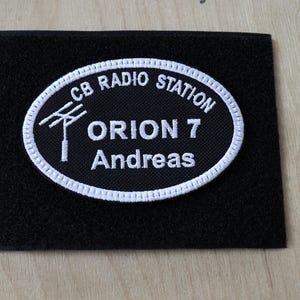 CB RADIO STATION
ORION 7
Andreas